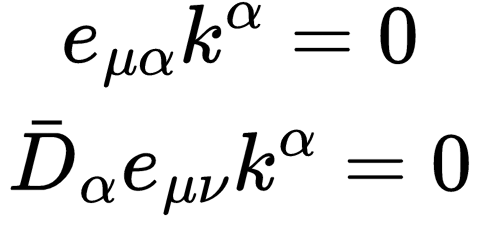 e_{\mu\alpha} k^{\alpha} = 0
\bar{D}_{\alpha} e_{\mu\nu} k^{\alpha} = 0